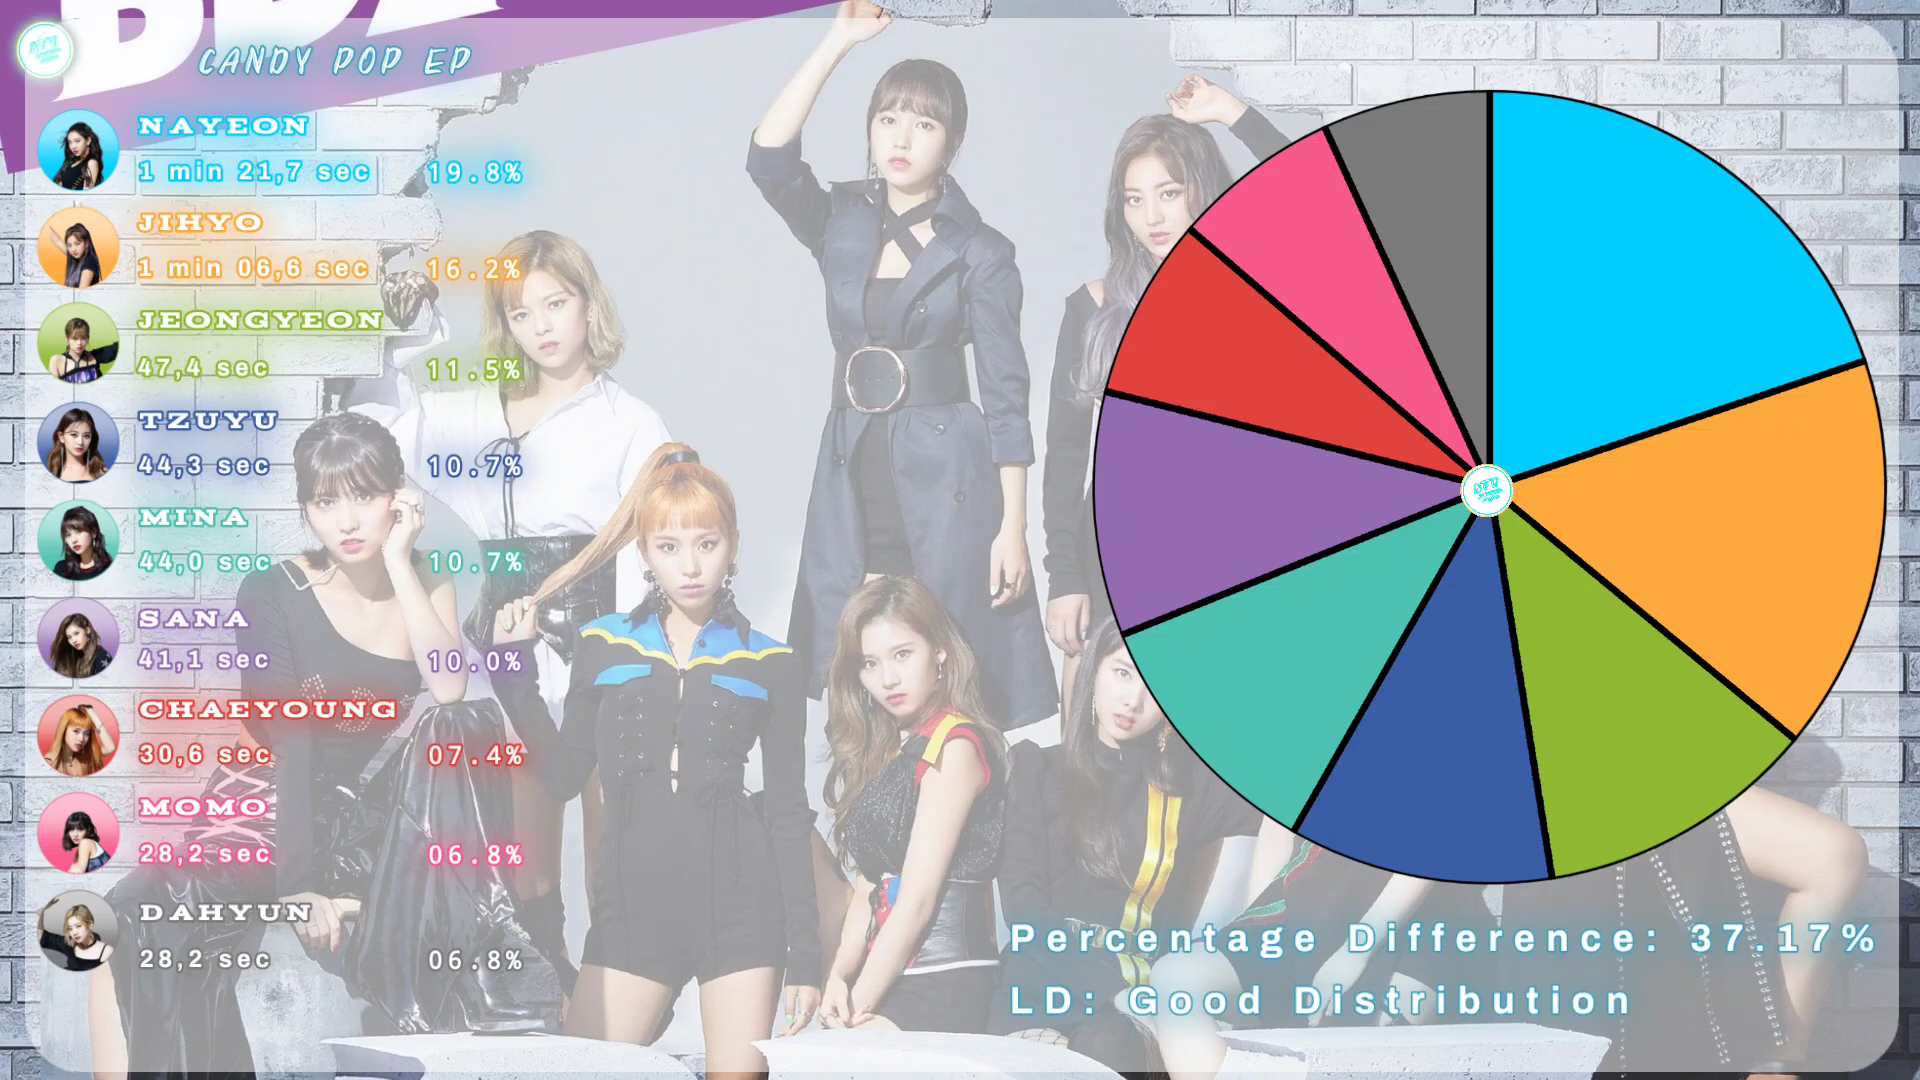 BDZ
CANDY POP EP
NAYEON
1 min 21,7 sec 19.8%
JIHYO
1 min 06,6 sec 16.2%
JEONGYEON
47,4 sec 11.5%
TZUYU
44,3 sec 10.7%
MINA
44,0 sec 10.7%
SANA
41,1 sec 10.0%
CHAEYOUNG
30,6 sec 07.4%
MOMO
28,2 sec 06.8%
DAHYUN
28,2 sec 06.8%
Percentage Difference: 37.17%
LD: Good Distribution